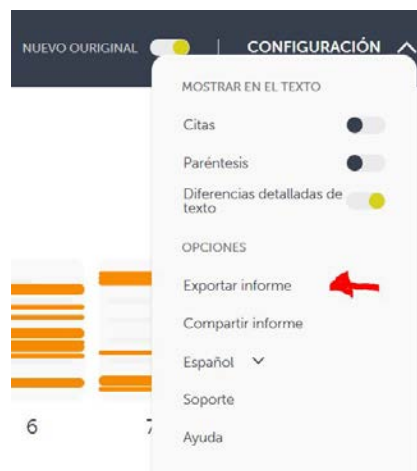 NUEVO OURIGINAL | CONFIGURACIÓN
MOSTRAR EN EL TEXTO
Citas
Paréntesis
Diferencias detalladas de
texto
OPCIONES
Exportar informe
Compartir informe
Español
Soporte
Ayuda
6 7